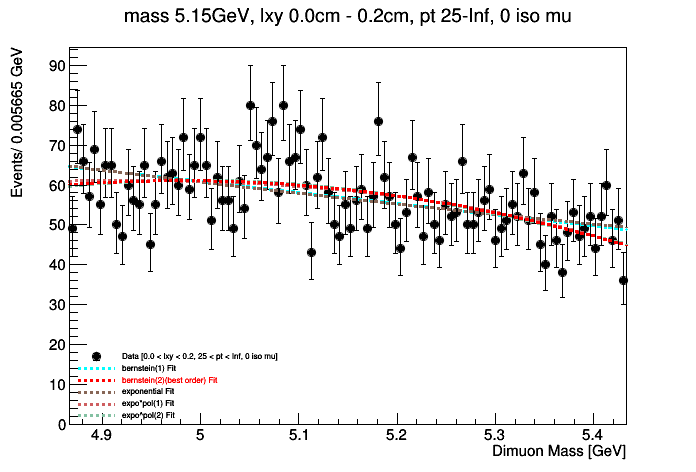 mass 5.15GeV, lxy 0.0cm - 0.2cm, pt 25-Inf, 0 iso mu
Events/ 0.005665 GeV
90
80
70
60
50
40
30
20
10
0
Data [0.0 < lxy < 0.2, 25 < pt < Inf, 0 iso mu]
bernstein(1) Fit
bernstein(2)(best order) Fit
exponential Fit
expo*pol(1) Fit
expo*pol(2) Fit
4.9 5 5.1 5.2 5.3 5.4
Dimuon Mass [GeV]